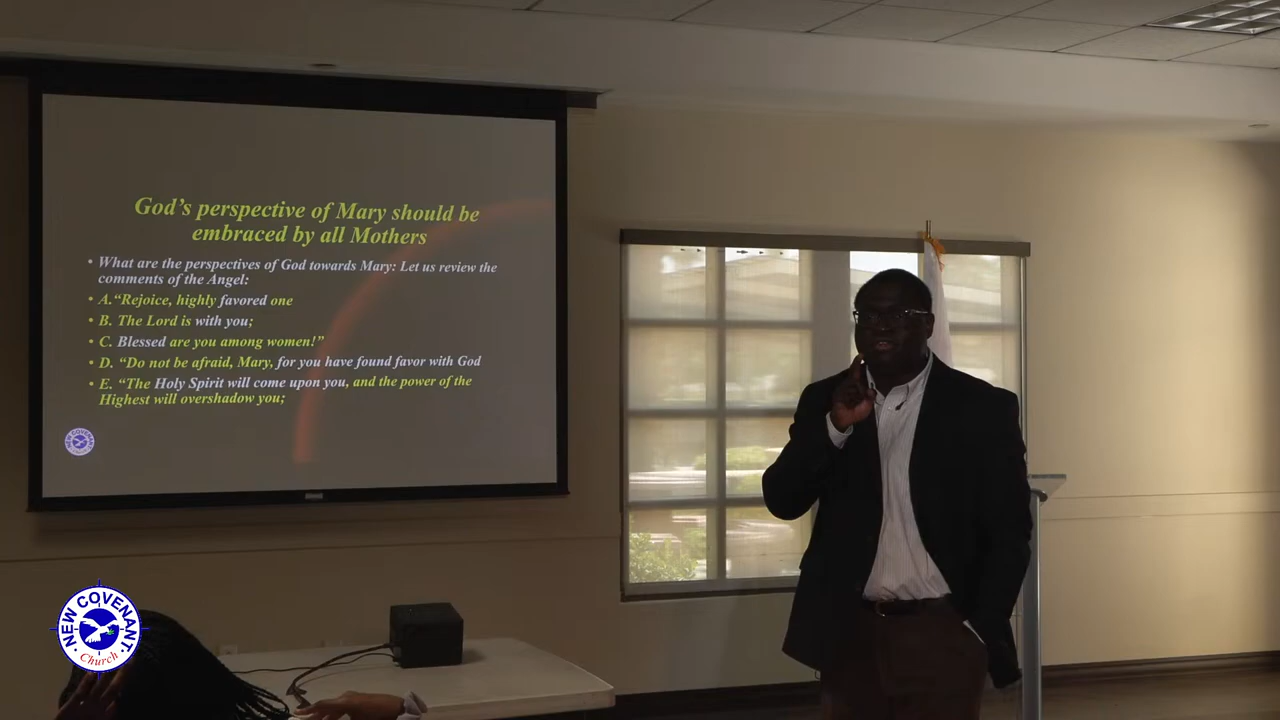 God's perspective of Mary should be
embraced by all Mothers
• What are the perspectives of God towards Mary: Let us review the
comments of the Angel:
• A.“Rejoice, highly favored one
• B. The Lord is with you;
• C. Blessed are you among women!”
• D. “Do not be afraid, Mary, for you have found favor with God
• E. “The Holy Spirit will come upon you, and the power of the
Highest will overshadow you;
NEW COVENANT
NEW COVENANT
Church